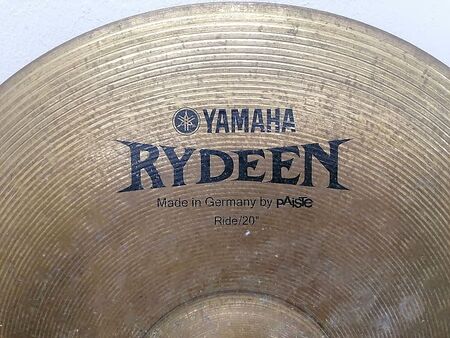 YAMAHA
RYDEEN
Made in Germany by PAiSTe
Ride/20"